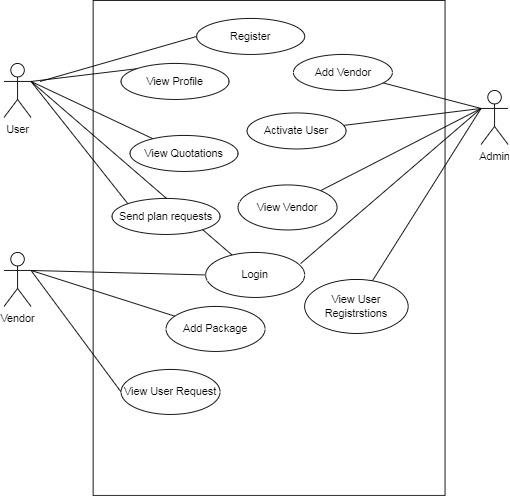 Register
Add Vendor
View Profile
User
Activate User
Admin
View Quotations
View Vendor
Send plan requests
Login
View User
Registrstions
Vendor
Add Package
View User Request